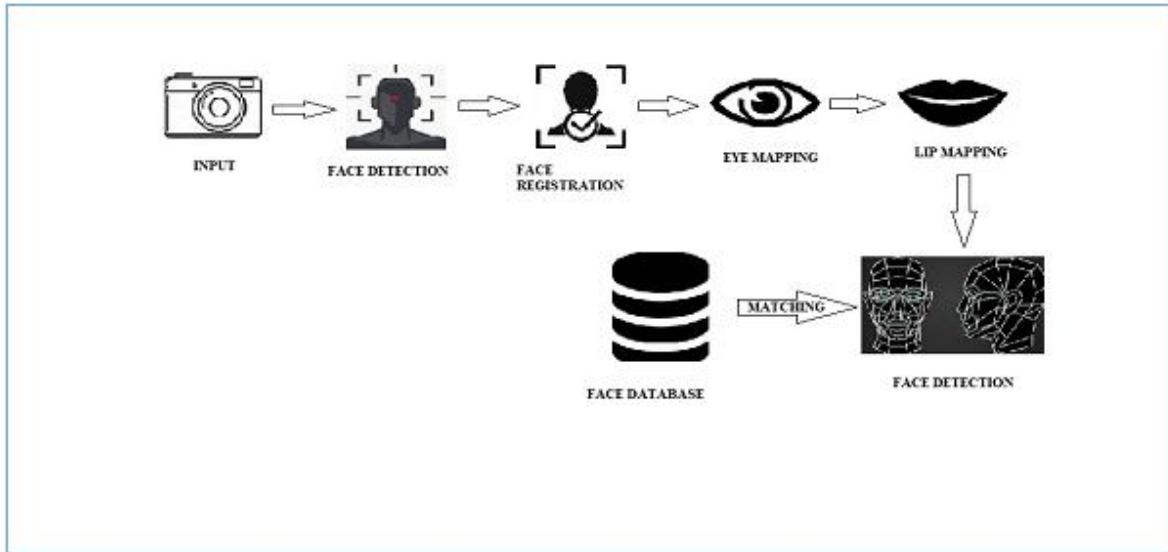 INPUT
FACE DETECTION
FACE
REGISTRATION
EYE MAPPING
LIP MAPPING
MATCHING
FACE DATABASE
FACE DETECTION